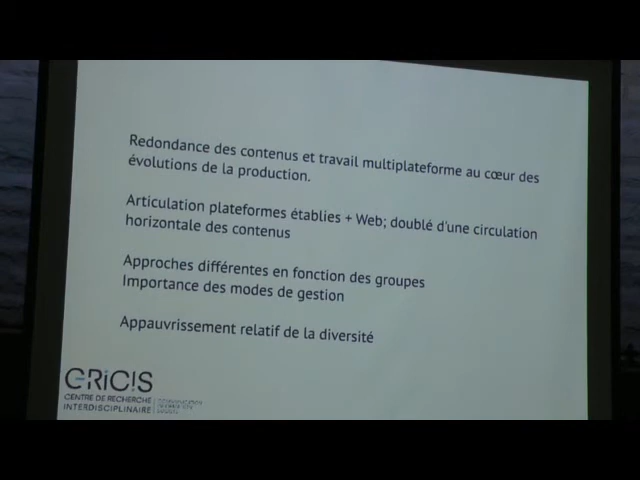 Redondance des contenus et travail multiplateforme au cœur des
évolutions de la production.
Articulation plateformes établies + Web; doublé d'une circulation
horizontale des contenus
Approches différentes en fonction des groupes
Importance des modes de gestion
Appauvrissement relatif de la diversité
CRiCiS
CENTRE DE RECHERCHE
INTERDISCIPLINAIRE